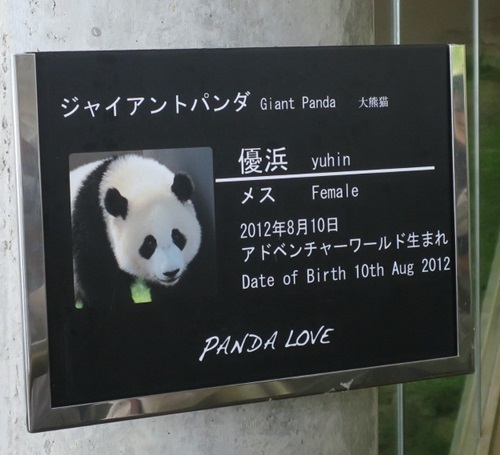 ジャイアントパンダ Giant Panda 大熊猫
優浜 yuhin
メス Female
2012年8月10日
アドベンチャーワールド生まれ
Date of Birth 10th Aug 2012
PANDA LOVE